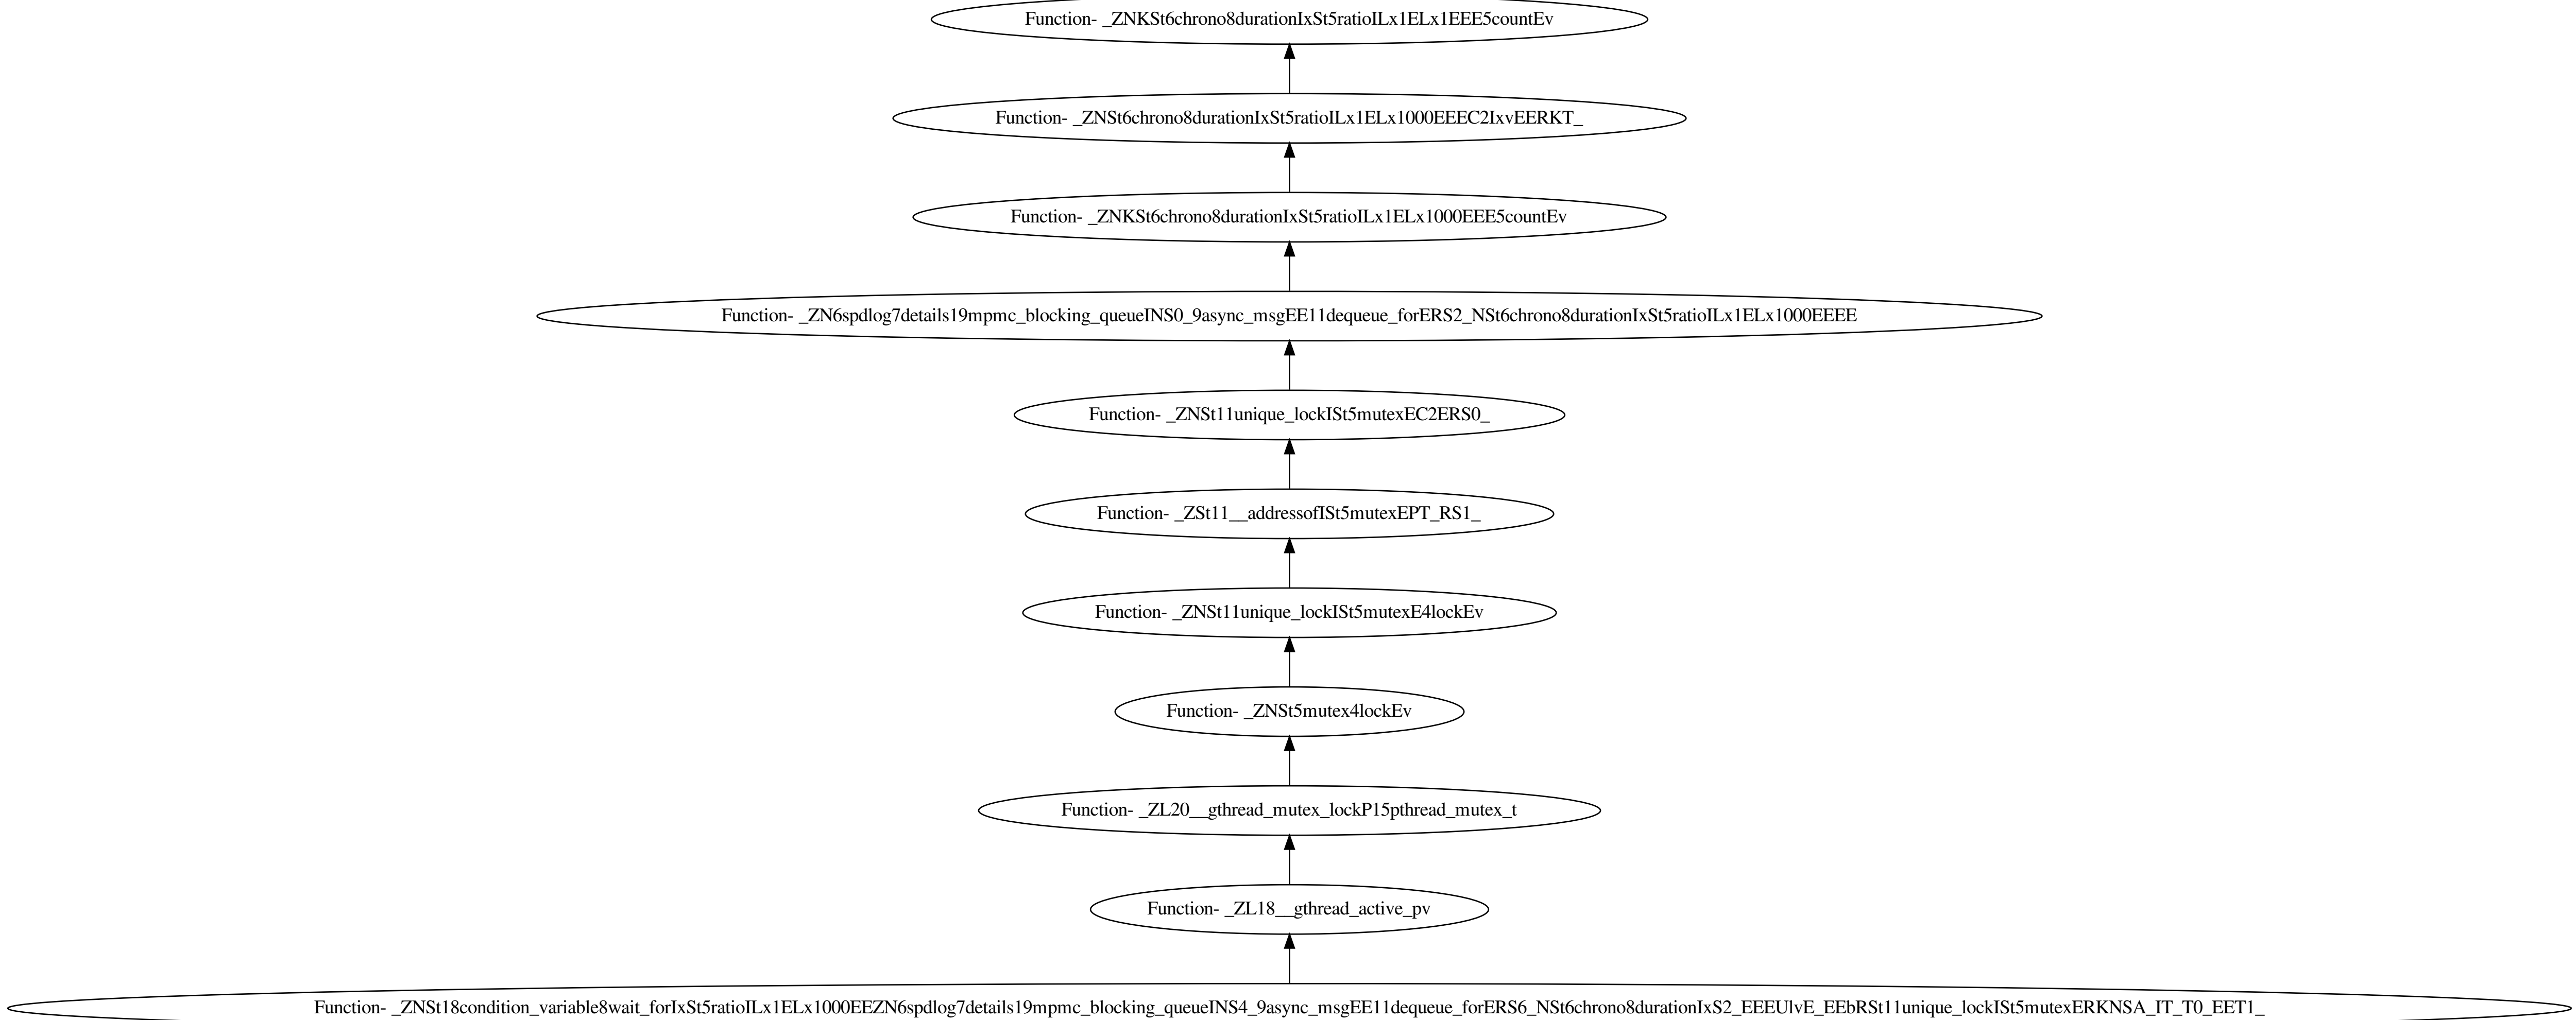 Function- _ZNKSt6chrono8durationIxSt5ratioILx1ELx1EEE5countEv
Function- _ZNSt6chrono8durationIxSt5ratioILx1ELx1000EEEC2IxvEERKT_
Function- _ZNKSt6chrono8durationIxSt5ratioILx1ELx1000EEE5countEv
Function- _ZN6spdlog7details19mpmc_blocking_queueINS0_9async_msgEE11dequeue_forERS2_NSt6chrono8durationIxSt5ratioILx1ELx1000EEEE
Function- _ZNSt11unique_lockISt5mutexEC2ERS0_
Function- _ZSt11__addressofISt5mutexEPT_RS1_
Function- _ZNSt11unique_lockISt5mutexE4lockEv
Function- _ZNSt5mutex4lockEv
Function- _ZL20__gthread_mutex_lockP15pthread_mutex_t
Function- _ZL18__gthread_active_pv
Function- _ZNSt18condition_variable8wait_forIxSt5ratioILx1ELx1000EEZN6spdlog7details19mpmc_blocking_queueINS4_9async_msgEE11dequeue_forERS6_NSt6chrono8durationIxS2_EEEUlvE_EEbRSt11unique_lockISt5mutexERKNSA_IT_T0_EET1_